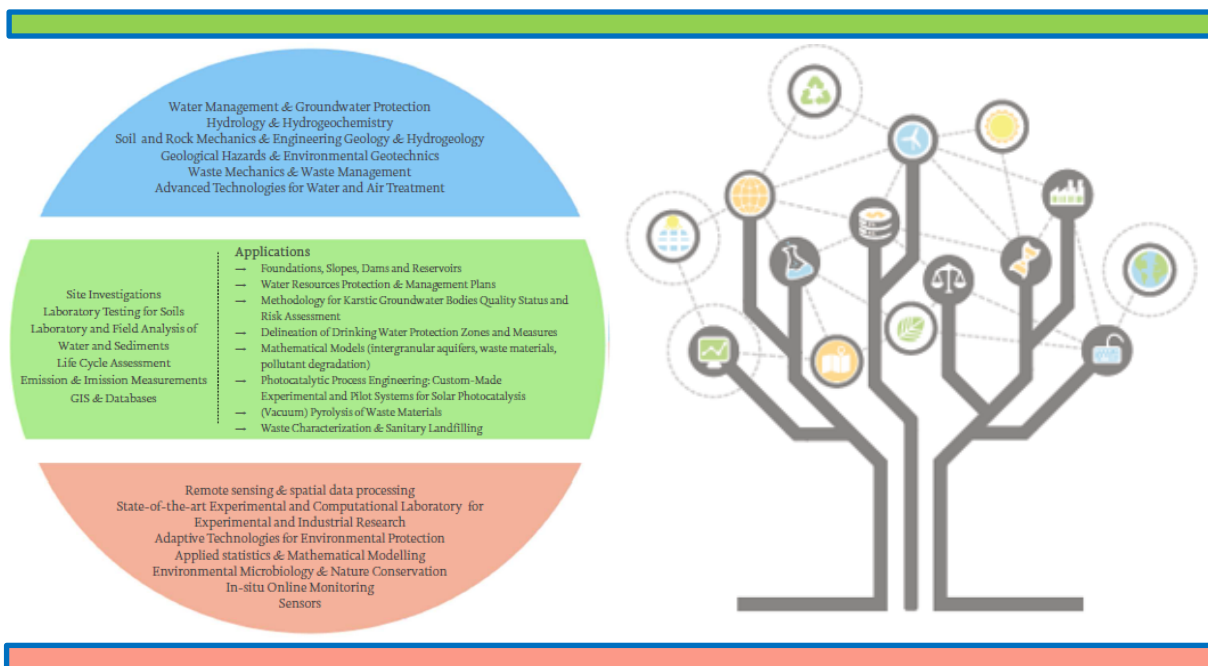 Water Management & Groundwater Protection
Hydrology & Hydrogeochemistry
Soil and Rock Mechanics & Engineering Geology & Hydrogeology
Geological Hazards & Environmental Geotechnics
Waste Mechanics & Waste Management
Advanced Technologies for Water and Air Treatment
Site Investigations
Laboratory Testing for Soils
Laboratory and Field Analysis of
Water and Sediments
Life Cycle Assessment
Emission & Imission Measurements
GIS & Databases
Applications
→ Foundations, Slopes, Dams and Reservoirs
→ Water Resources Protection & Management Plans
→ Methodology for Karstic Groundwater Bodies Quality Status and
Risk Assessment
→ Delineation of Drinking Water Protection Zones and Measures
→ Mathematical Models (intergranular aquifers, waste materials,
pollutant degradation)
→ Photocatalytic Process Engineering: Custom-Made
Experimental and Pilot Systems for Solar Photocatalysis
→ (Vacuum) Pyrolysis of Waste Materials
→ Waste Characterization & Sanitary Landfilling
Remote sensing & spatial data processing
State-of-the-art Experimental and Computational Laboratory for
Experimental and Industrial Research
Adaptive Technologies for Environmental Protection
Applied statistics & Mathematical Modelling
Environmental Microbiology & Nature Conservation
In-situ Online Monitoring
Sensors